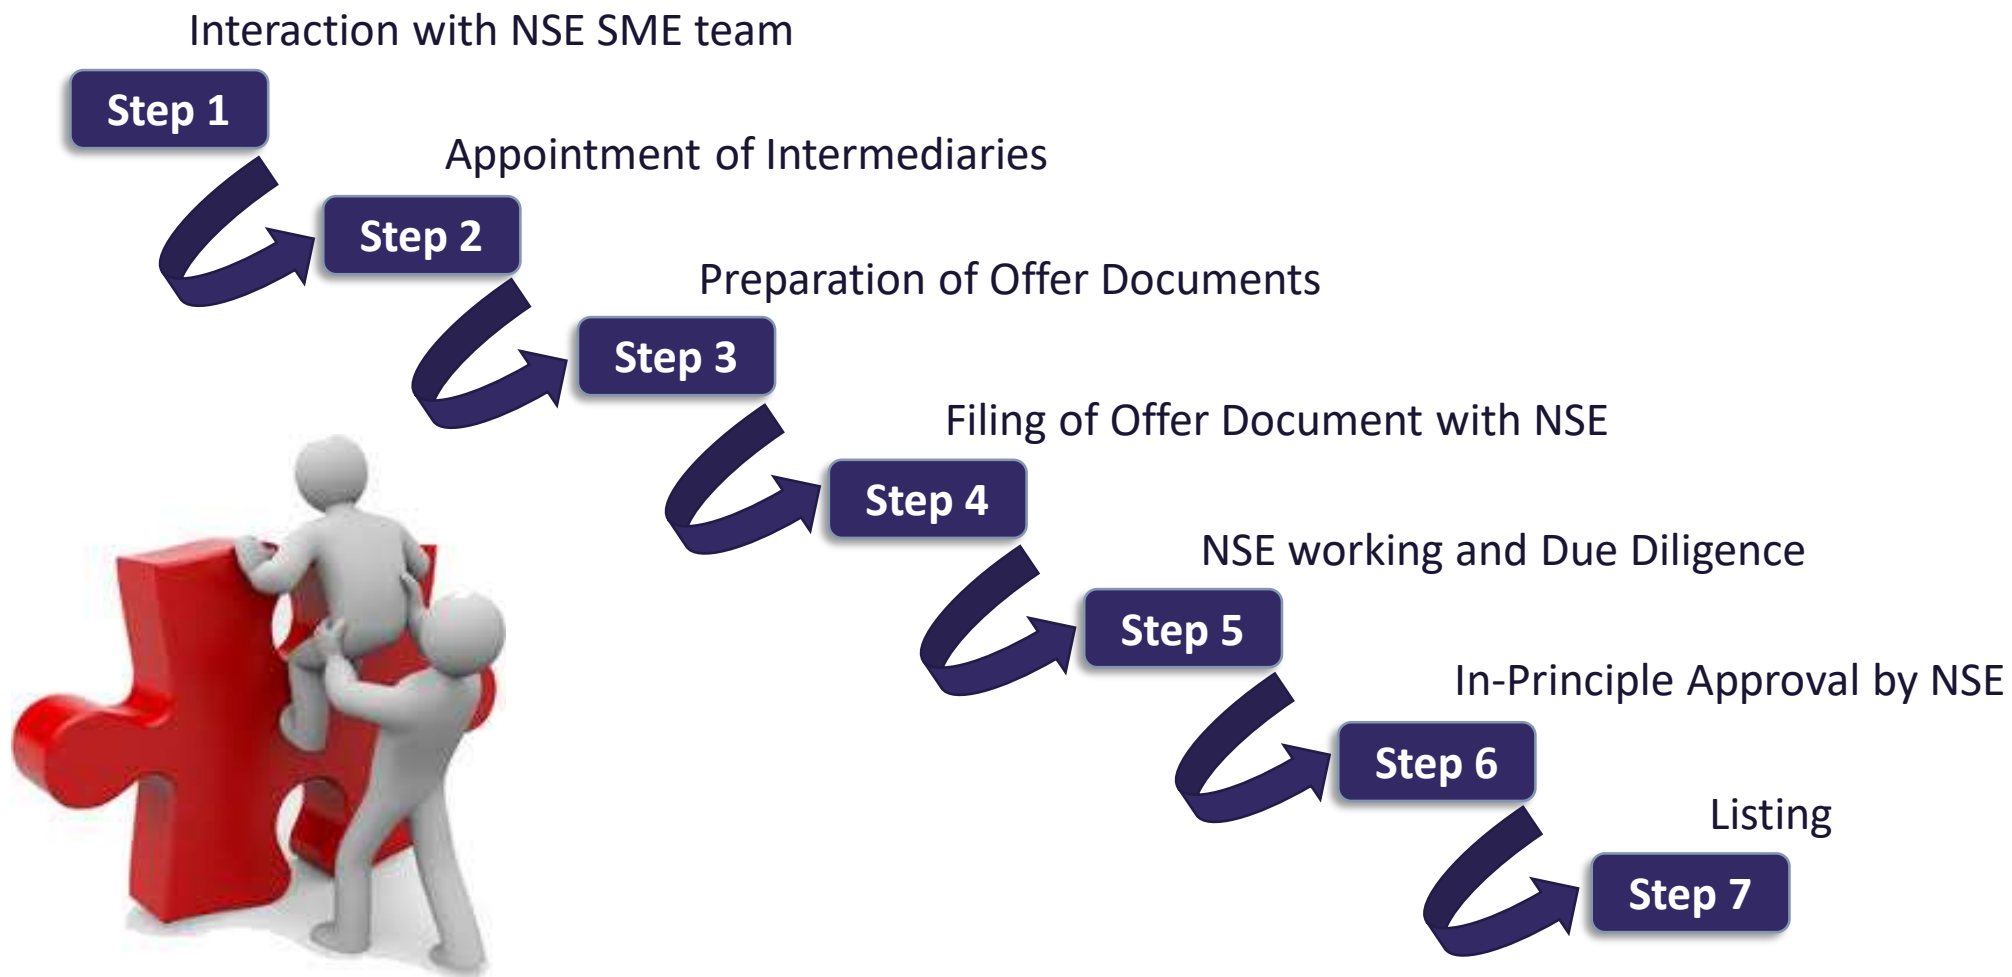 Interaction with NSE SME team
Step 1
Appointment of Intermediaries
Step 2
Preparation of Offer Documents
Step 3
Filing of Offer Document with NSE
Step 4
NSE working and Due Diligence
Step 5
In-Principle Approval by NSE
Step 6
Listing
Step 7